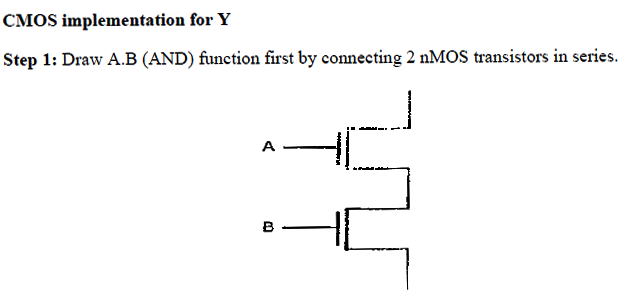 CMOS implementation for Y
Step 1: Draw A.B (AND) function first by connecting 2 nMOS transistors in series.
A
B